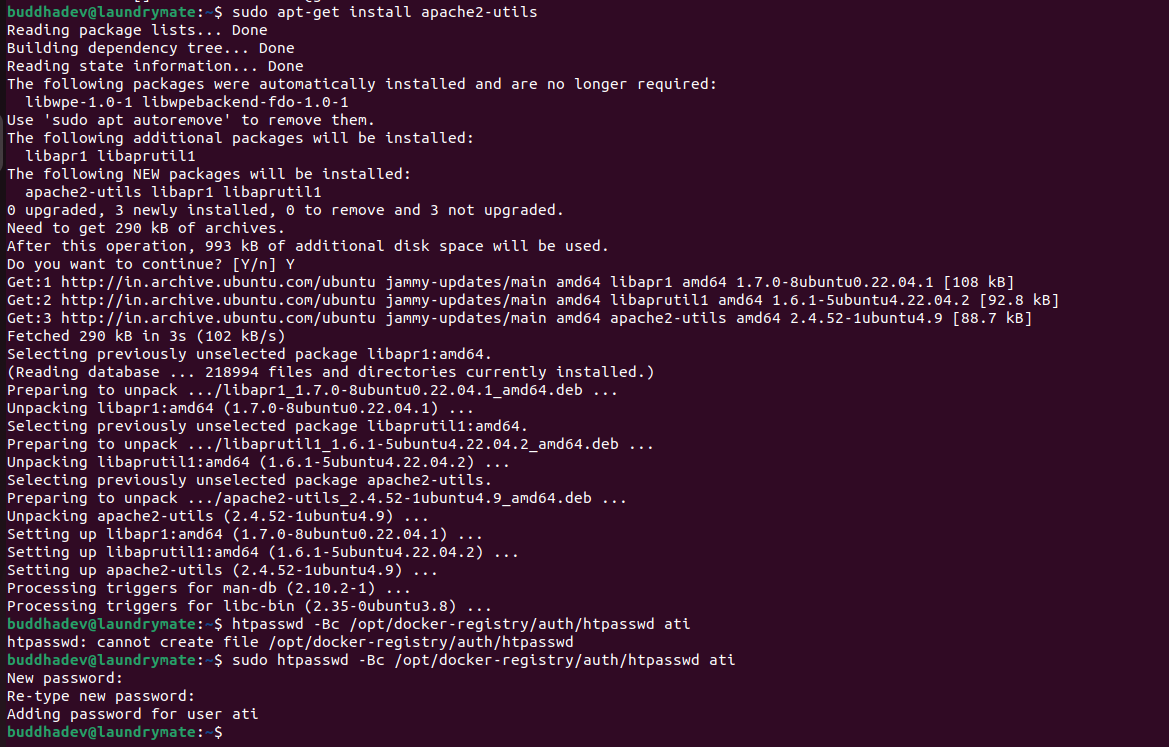 buddhadev@laundrymate:~$ sudo apt-get install apache2-utils
Reading package lists... Done
Building dependency tree... Done
Reading state information... Done
The following packages were automatically installed and are no longer required:
  libwpe-1.0-1 libwpebackend-fdo-1.0-1
Use 'sudo apt autoremove' to remove them.
The following additional packages will be installed:
  libapr1 libaprutil1
The following NEW packages will be installed:
  apache2-utils libapr1 libaprutil1
0 upgraded, 3 newly installed, 0 to remove and 3 not upgraded.
Need to get 290 kB of archives.
After this operation, 993 kB of additional disk space will be used.
Do you want to continue? [Y/n] Y
Get:1 http://in.archive.ubuntu.com/ubuntu jammy-updates/main amd64 libapr1 amd64 1.7.0-8ubuntu0.22.04.1 [108 kB]
Get:2 http://in.archive.ubuntu.com/ubuntu jammy-updates/main amd64 libaprutil1 amd64 1.6.1-5ubuntu4.22.04.2 [92.8 kB]
Get:3 http://in.archive.ubuntu.com/ubuntu jammy-updates/main amd64 apache2-utils amd64 2.4.52-1ubuntu4.9 [88.7 kB]
Fetched 290 kB in 3s (102 kB/s)
Selecting previously unselected package libapr1:amd64.
(Reading database ... 218994 files and directories currently installed.)
Preparing to unpack .../libapr1_1.7.0-8ubuntu0.22.04.1_amd64.deb ...
Unpacking libapr1:amd64 (1.7.0-8ubuntu0.22.04.1) ...
Selecting previously unselected package libaprutil1:amd64.
Preparing to unpack .../libaprutil1_1.6.1-5ubuntu4.22.04.2_amd64.deb ...
Unpacking libaprutil1:amd64 (1.6.1-5ubuntu4.22.04.2) ...
Selecting previously unselected package apache2-utils.
Preparing to unpack .../apache2-utils_2.4.52-1ubuntu4.9_amd64.deb ...
Unpacking apache2-utils (2.4.52-1ubuntu4.9) ...
Setting up libapr1:amd64 (1.7.0-8ubuntu0.22.04.1) ...
Setting up libaprutil1:amd64 (1.6.1-5ubuntu4.22.04.2) ...
Setting up apache2-utils (2.4.52-1ubuntu4.9) ...
Processing triggers for man-db (2.10.2-1) ...
Processing triggers for libc-bin (2.35-0ubuntu3.8) ...
buddhadev@laundrymate:~$ htpasswd -Bc /opt/docker-registry/auth/htpasswd ati
htpasswd: cannot create file /opt/docker-registry/auth/htpasswd
buddhadev@laundrymate:~$ sudo htpasswd -Bc /opt/docker-registry/auth/htpasswd ati
New password:
Re-type new password:
Adding password for user ati
buddhadev@laundrymate:~$